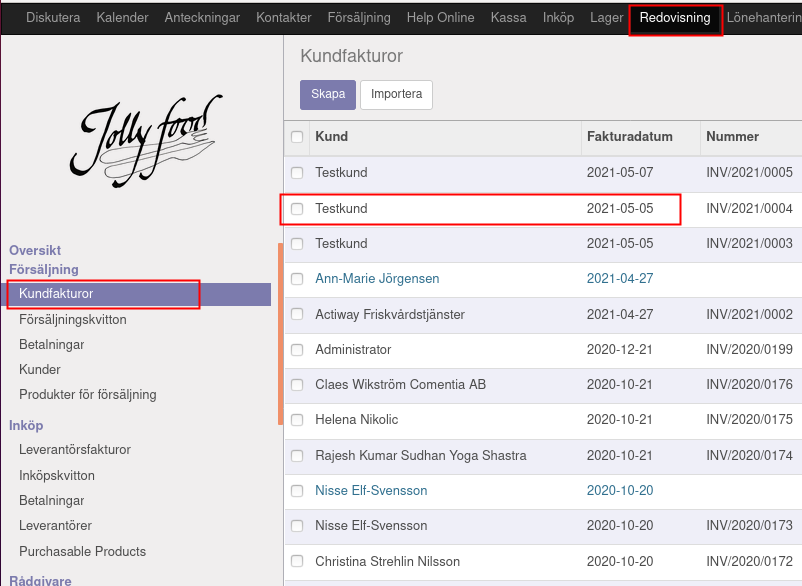 Diskutera Kalender Anteckningar Kontakter Försäljning Help Online Kassa Inköp Lager Redovisning Lönehanterin
Jolly food
Oversikt
Försäljning
Kundfakturor
Försäljningskvitton
Betalningar
Kunder
Produkter för försäljning
Inköp
Leverantörsfakturor
Inköpskvitton
Betalningar
Leverantörer
Purchasable Products
Rådgivare
Kundfakturor
Skapa Importera
Kund Fakturadatum Nummer
Testkund 2021-05-07 INV/2021/0005
Testkund 2021-05-05 INV/2021/0004
Testkund 2021-05-05 INV/2021/0003
Ann-Marie Jörgensen 2021-04-27
Actiway Friskvårdstjänster 2021-04-27 INV/2021/0002
Administrator 2020-12-21 INV/2020/0199
Claes Wikström Comentia AB 2020-10-21 INV/2020/0176
Helena Nikolic 2020-10-21 INV/2020/0175
Rajesh Kumar Sudhan Yoga Shastra 2020-10-21 INV/2020/0174
Nisse Elf-Svensson 2020-10-20
Nisse Elf-Svensson 2020-10-20 INV/2020/0173
Christina Strehlin Nilsson 2020-10-20 INV/2020/0172